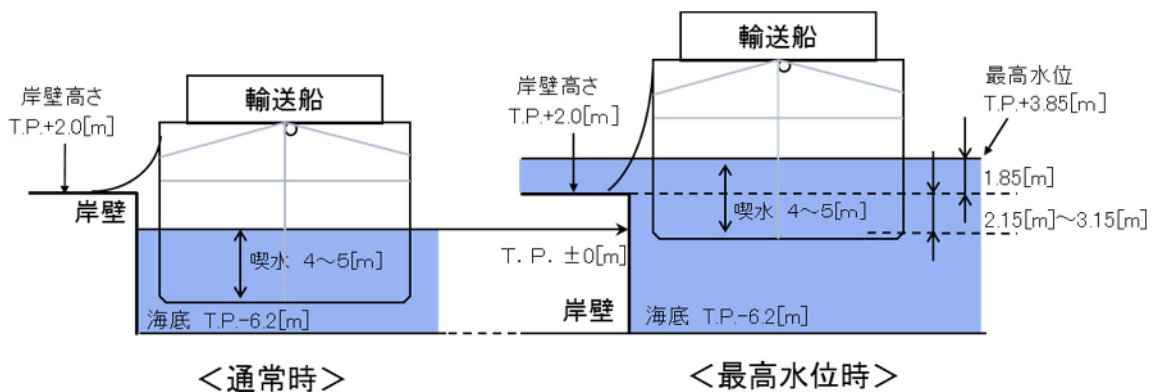 輸送船
岸壁高さ
T.P.+2.0[m]
岸壁
喫水 4~5[m]
海底 T.P.-6.2[m]
<通常時>
T. P. ±0[m]
輸送船
岸壁高さ
T.P.+2.0[m]
最高水位
T.P.+3.85[m]
1.85[m]
喫水 4~5[m]
2.15[m]~3.15[m]
岸壁
海底 T.P.-6.2[m]
<最高水位時>